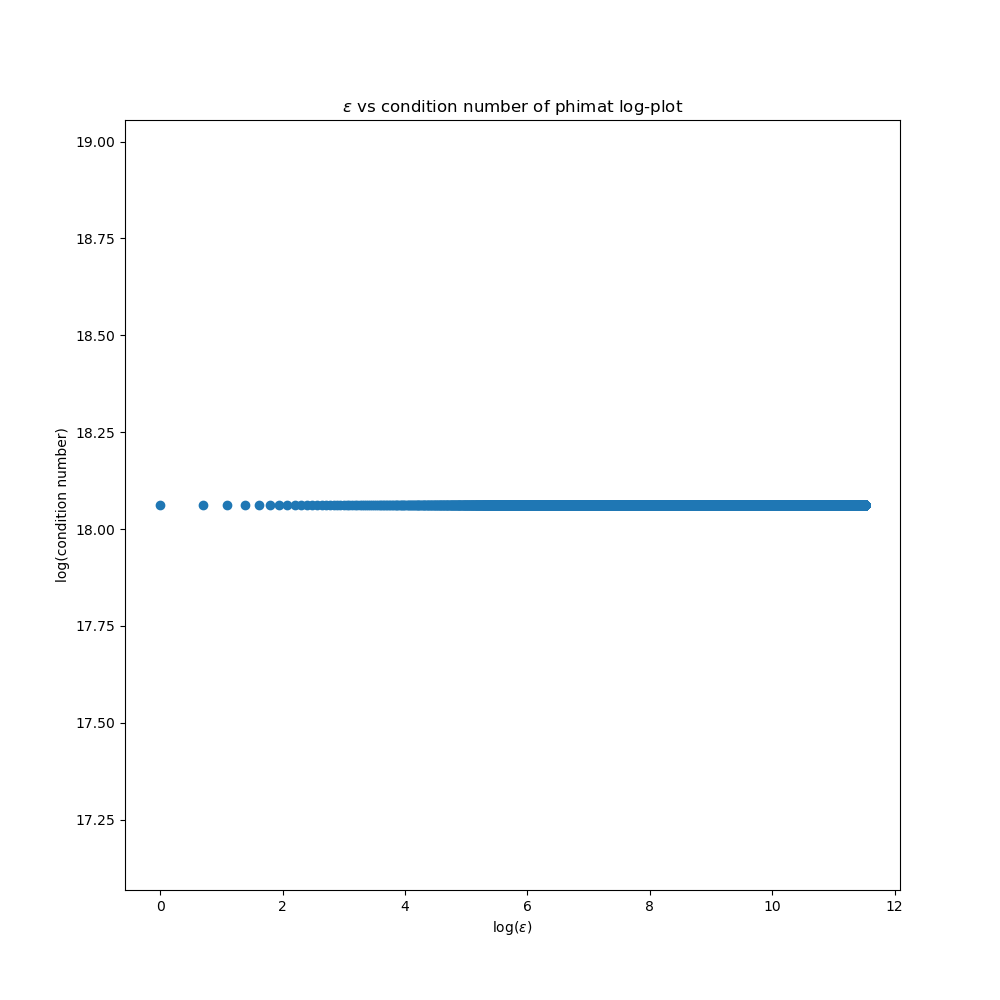 ε vs condition number of phimat log-plot
19.00
18.75
18.50
18.25
18.00
17.75
17.50
17.25
log(condition number)
0 2 4 6 8 10 12
log(ε)